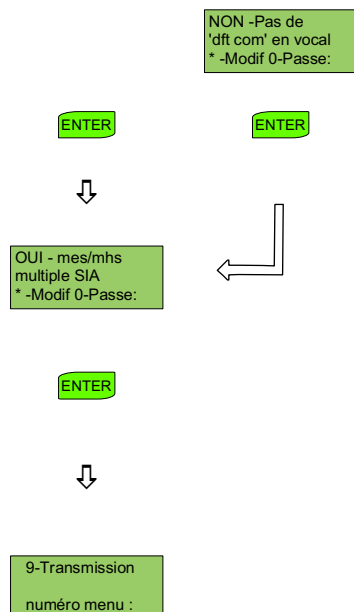 NON -Pas de
'dft com' en vocal
* -Modif 0-Passe:
ENTER
ENTER
OUI - mes/mhs
multiple SIA
* -Modif 0-Passe:
ENTER
9-Transmission
numéro menu :